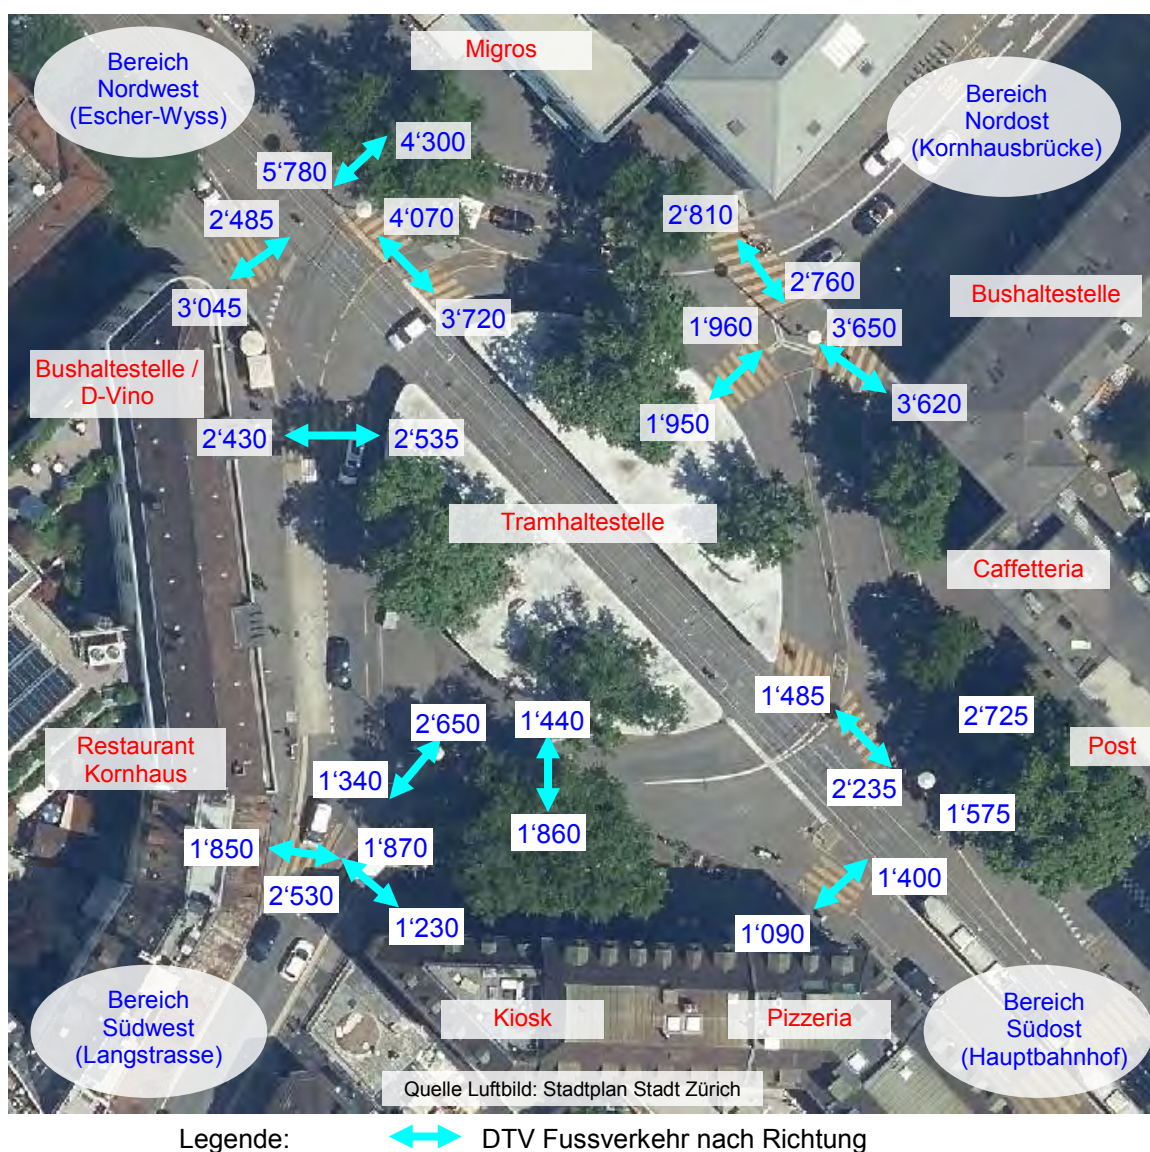 Migros
Bereich
Nordwest
(Escher-Wyss)
Bereich
Nordost
(Kornhausbrücke)
4‘300
5‘780
2‘485
4‘070
2‘810
3‘045
3‘720
2‘760
Bushaltestelle
1‘960
3‘650
Bushaltestelle /
D-Vino
3‘620
1‘950
2‘430
2‘535
Tramhaltestelle
Caffetteria
1‘485
2‘725
2‘650
1‘440
Restaurant
Kornhaus
Post
1‘340
2‘235
1‘575
1‘860
1‘850
1‘870
1‘400
2‘530
1‘230
1‘090
Bereich
Südwest
(Langstrasse)
Kiosk
Pizzeria
Bereich
Südost
(Hauptbahnhof)
Quelle Luftbild: Stadtplan Stadt Zürich
Legende:
DTV Fussverkehr nach Richtung